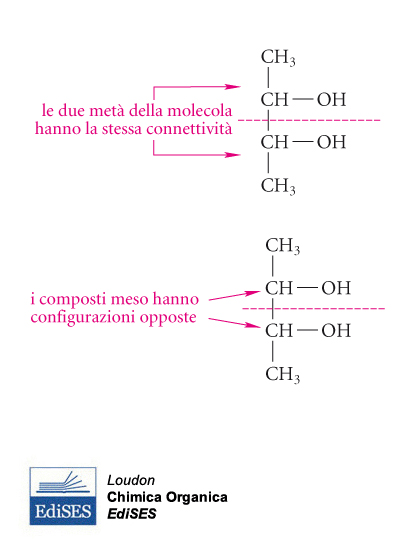 CH₃
CH—OH
le due metà della molecola
hanno la stessa connettività
CH—OH
CH₃
CH₃
CH—OH
i composti meso hanno
configurazioni opposte
CH—OH
CH₃
EdiSES
Loudon
Chimica Organica
EdiSES